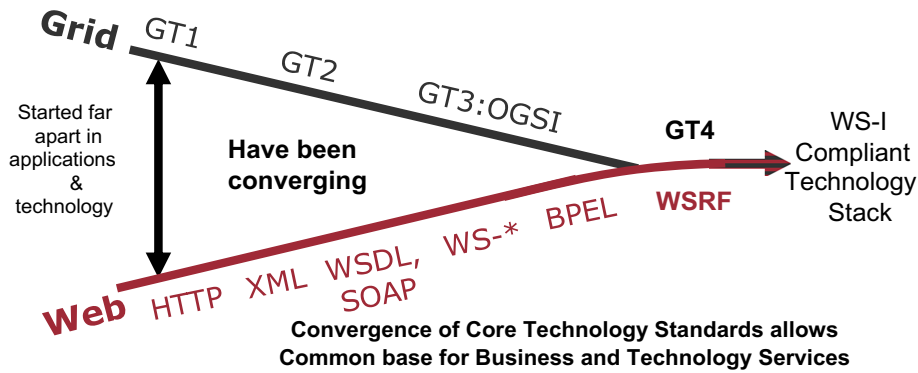 Grid
GT1
GT2
GT3:OGSI
GT4
WS-I
Compliant
Technology
Stack
Started far
apart in
applications
&
technology
Have been
converging
WSRF
Web
HTTP
XML
WSDL,
SOAP
WS-*
BPEL
Convergence of Core Technology Standards allows
Common base for Business and Technology Services